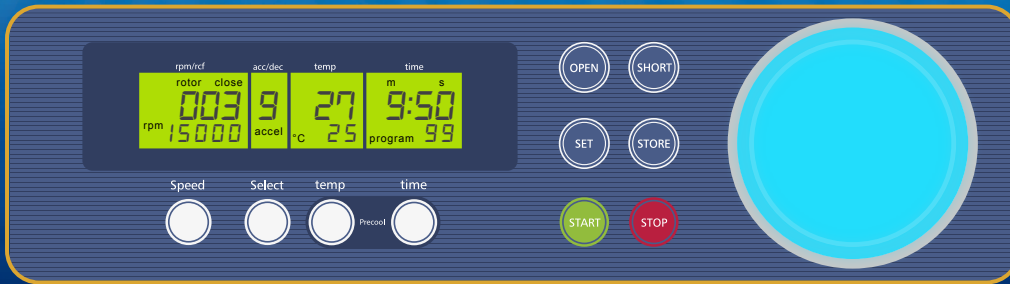 rpm/rcf acc/dec temp time
rotor close m s
003 9 27 9:50
rpm 15000 accel °C 25 program 99
Speed Select temp time
Precool
OPEN SHORT
SET STORE
START STOP